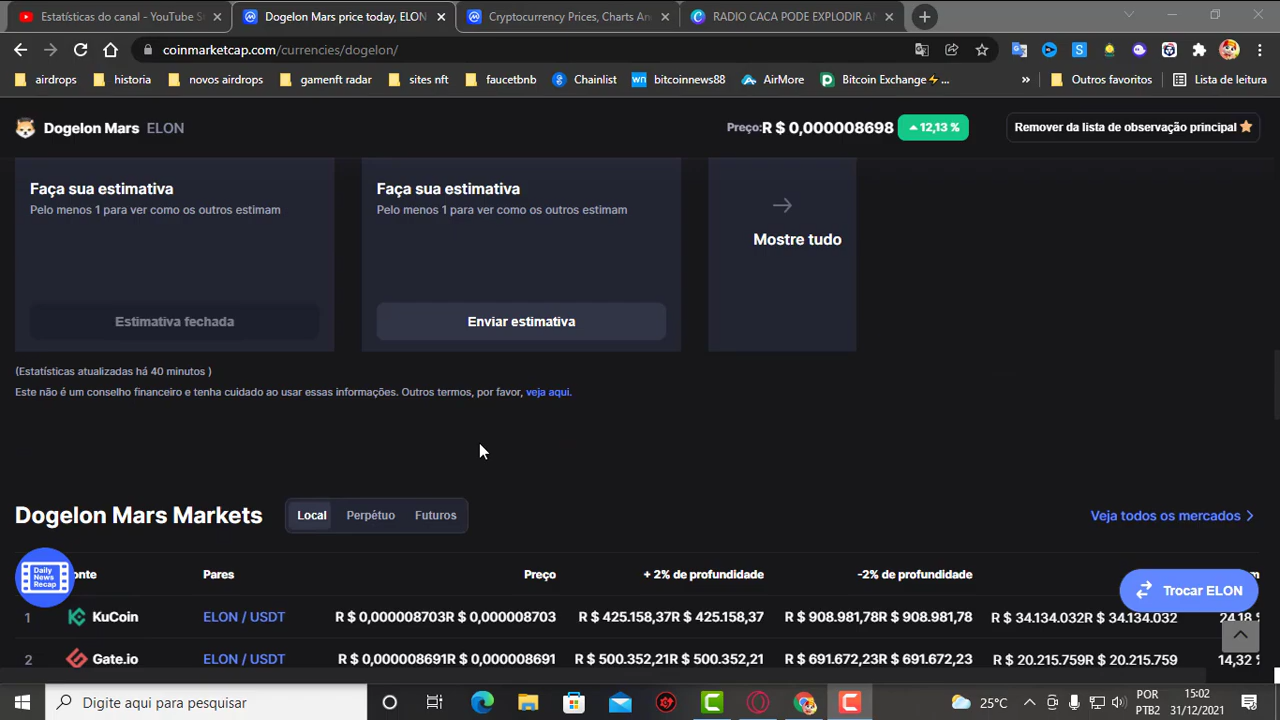 Estatísticas do canal - YouTube S
Dogelon Mars price today, ELON
Cryptocurrency Prices, Charts An
RADIO CACA PODE EXPLODIR A
coinmarketcap.com/currencies/dogelon/
airdrops
historia
novos airdrops
gamenft radar
sites nft
faucetbnb
Chainlist
wn bitcoinnews88
AirMore
Bitcoin Exchange⚡...
»
Outros favoritos
Lista de leitura
Dogelon Mars ELON
Preço:R $ 0,000008698
12,13 %
Remover da lista de observação principal
Faça sua estimativa
Pelo menos 1 para ver como os outros estimam
Estimativa fechada
Faça sua estimativa
Pelo menos 1 para ver como os outros estimam
Enviar estimativa
Mostre tudo
(Estatísticas atualizadas há 40 minutos )
Este não é um conselho financeiro e tenha cuidado ao usar essas informações. Outros termos, por favor, veja aqui.
Dogelon Mars Markets
Local
Perpétuo
Futuros
Veja todos os mercados
Daily
News
Recap
onte
Pares
Preço
+ 2% de profundidade
-2% de profundidade
Trocar ELON
1 KuCoin ELON / USDT R $ 0,000008703R $ 0,000008703 R $ 425.158,37R $ 425.158,37 R $ 908.981,78R $ 908.981,78 R $ 34.134.032R $ 34.134.032 24,18 %
2 Gate.io ELON / USDT R $ 0,000008691R $ 0,000008691 R $ 500.352,21R $ 500.352,21 R $ 691.672,23R $ 691.672,23 R $ 20.215.759R $ 20.215.759 14,32 %
Digite aqui para pesquisar
25°C
POR
PTB2
15:02
31/12/2021